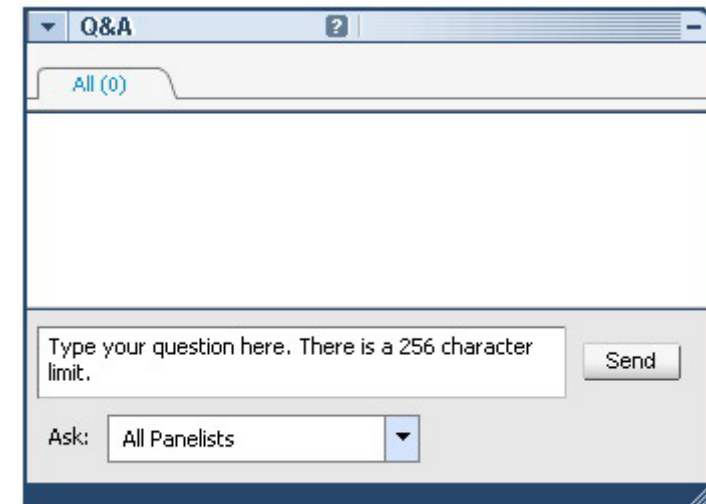 Q&A ?
All (0)
Type your question here. There is a 256 character
limit.
Send
Ask: All Panelists